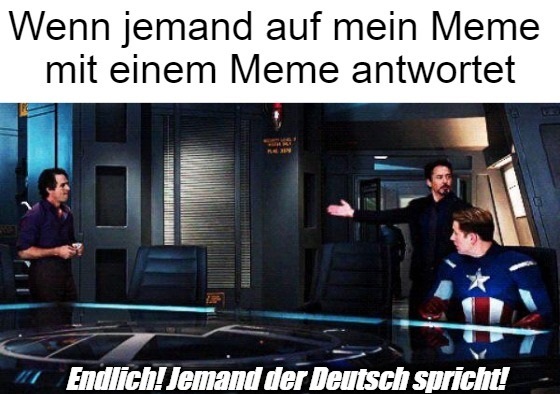 Wenn jemand auf mein Meme
mit einem Meme antwortet
Endlich! Jemand der Deutsch spricht!